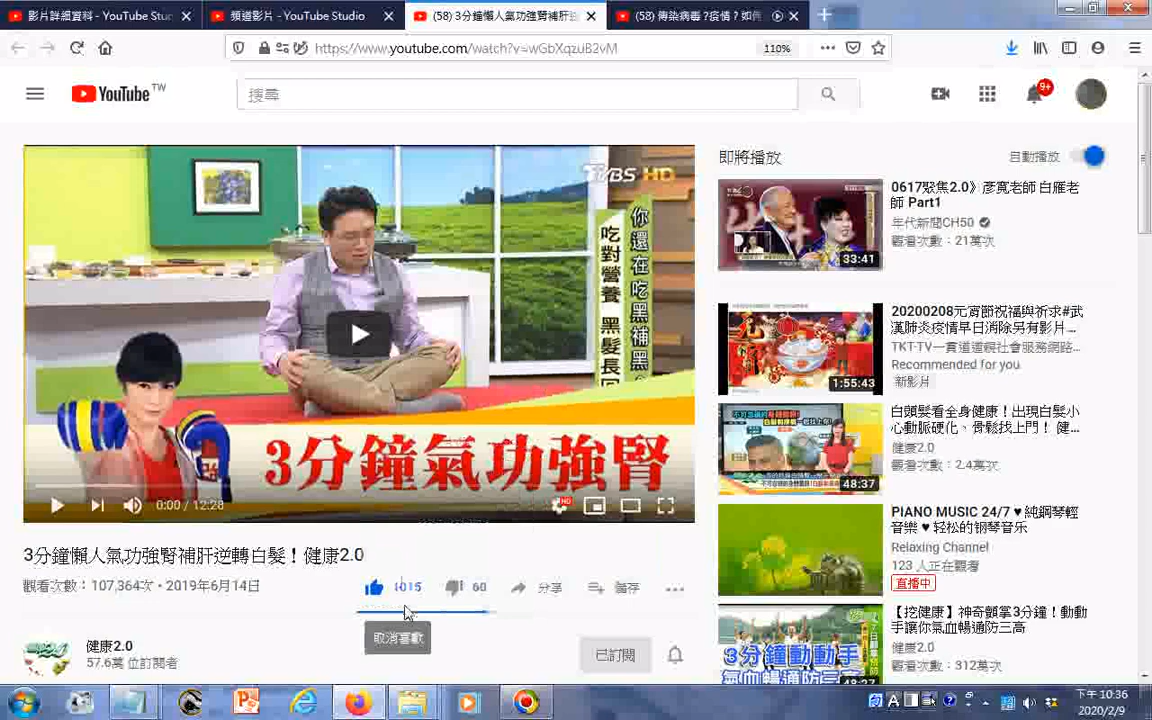 影片詳細資料 - YouTube Stu
頻道影片 - YouTube Studio
(58) 3分鐘懶人氣功強腎補肝逆
(58) 傳染病毒?疫情?如何
https://www.youtube.com/watch?v=wGbXqzuB2vM
110%
YouTube TW
搜尋
9+
TVBS HD
你還在吃黑補黑
吃對營養 黑髮長回
3分鐘氣功強腎
0:00 / 12:28
HD
3分鐘懶人氣功強腎補肝逆轉白髮!健康2.0
觀看次數:107,364次 • 2019年6月14日
1015
60
分享
儲存
取消喜歡
健康2.0
57.6萬 位訂閱者
已訂閱
即將播放
自動播放
0617聚焦2.0》彥寬老師 白雁老師 Part1
年代新聞CH50
觀看次數:21萬次
33:41
20200208元宵節祝福與祈求#武
漢肺炎疫情早日消除另有影片...
TKT-TV一貫道道親社會服務網路...
Recommended for you
新影片
1:55:43
白頭髮看全身健康!出現白髮小
心動脈硬化、骨鬆找上門! 健...
健康2.0
觀看次數:2.4萬次
48:37
PIANO MUSIC 24/7 ♥ 純鋼琴輕
音樂 ♥ 轻松的钢琴音乐
Relaxing Channel
123 人正在觀看
直播中
【挖健康】神奇顫掌3分鐘!動動
手讓你氣血暢通防三高
健康2.0
觀看次數:312萬次
3分鐘動動手
氣血暢通防三高
48:27
下午 10:36
2020/2/9